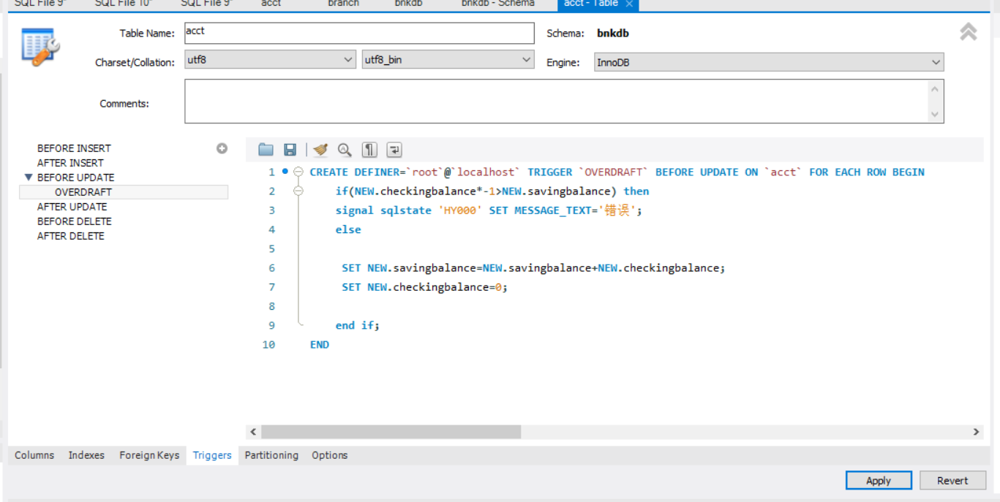 SQL File 9*
SQL File 10*
SQL File 9*
acct
branch
bnkdb
bnkdb - Schema
acct - Table
Table Name:
acct
Schema:
bnkdb
Charset/Collation:
utf8
utf8_bin
Engine:
InnoDB
Comments:
BEFORE INSERT
AFTER INSERT
BEFORE UPDATE
OVERDRAFT
AFTER UPDATE
BEFORE DELETE
AFTER DELETE
1 CREATE DEFINER=`root`@`localhost` TRIGGER `OVERDRAFT` BEFORE UPDATE ON `acct` FOR EACH ROW BEGIN
2 if(NEW.checkingbalance*-1>NEW.savingbalance) then
3 signal sqlstate 'HY000' SET MESSAGE_TEXT='错误';
4 else
5
6 SET NEW.savingbalance=NEW.savingbalance+NEW.checkingbalance;
7 SET NEW.checkingbalance=0;
8
9 end if;
10 END
Columns Indexes Foreign Keys Triggers Partitioning Options
Apply Revert